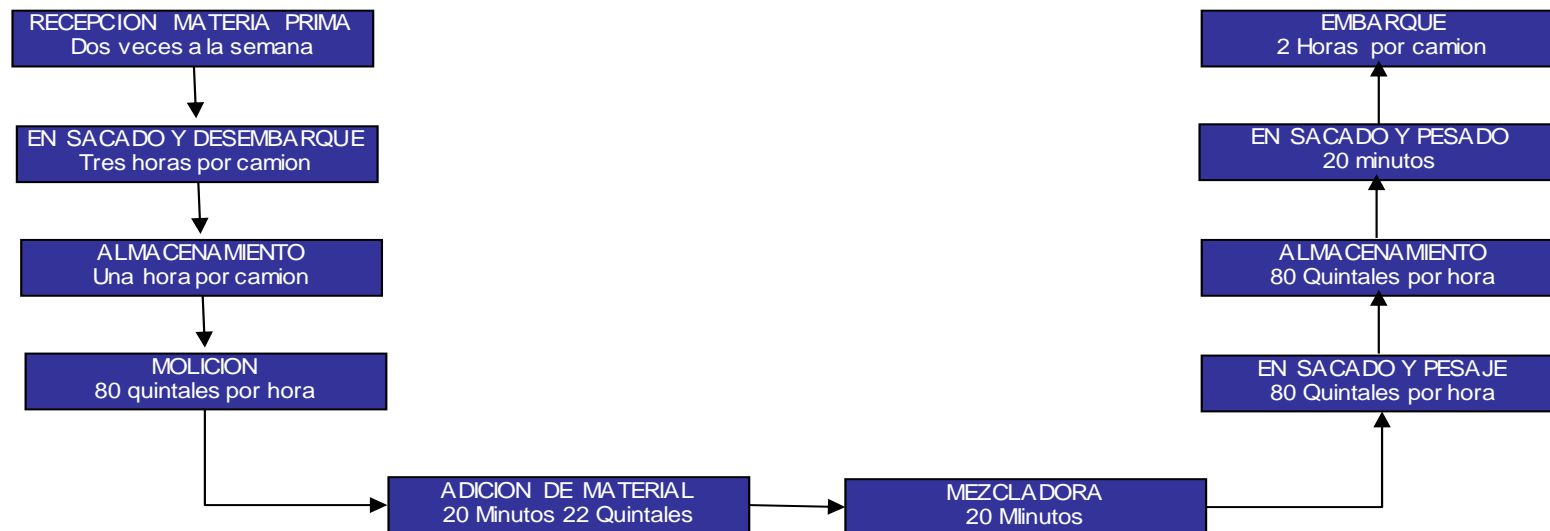 RECEPCION MATERIA PRIMA
Dos veces a la semana
EN SACADO Y DESEMBARQUE
Tres horas por camion
ALMACENAMIENTO
Una hora por camion
MOLICION
80 quintales por hora
ADICION DE MATERIAL
20 Minutos 22 Quintales
MEZCLADORA
20 MIinutos
EN SACADO Y PESAJE
80 Quintales por hora
ALMACENAMIENTO
80 Quintales por hora
EN SACADO Y PESADO
20 minutos
EMBARQUE
2 Horas por camion